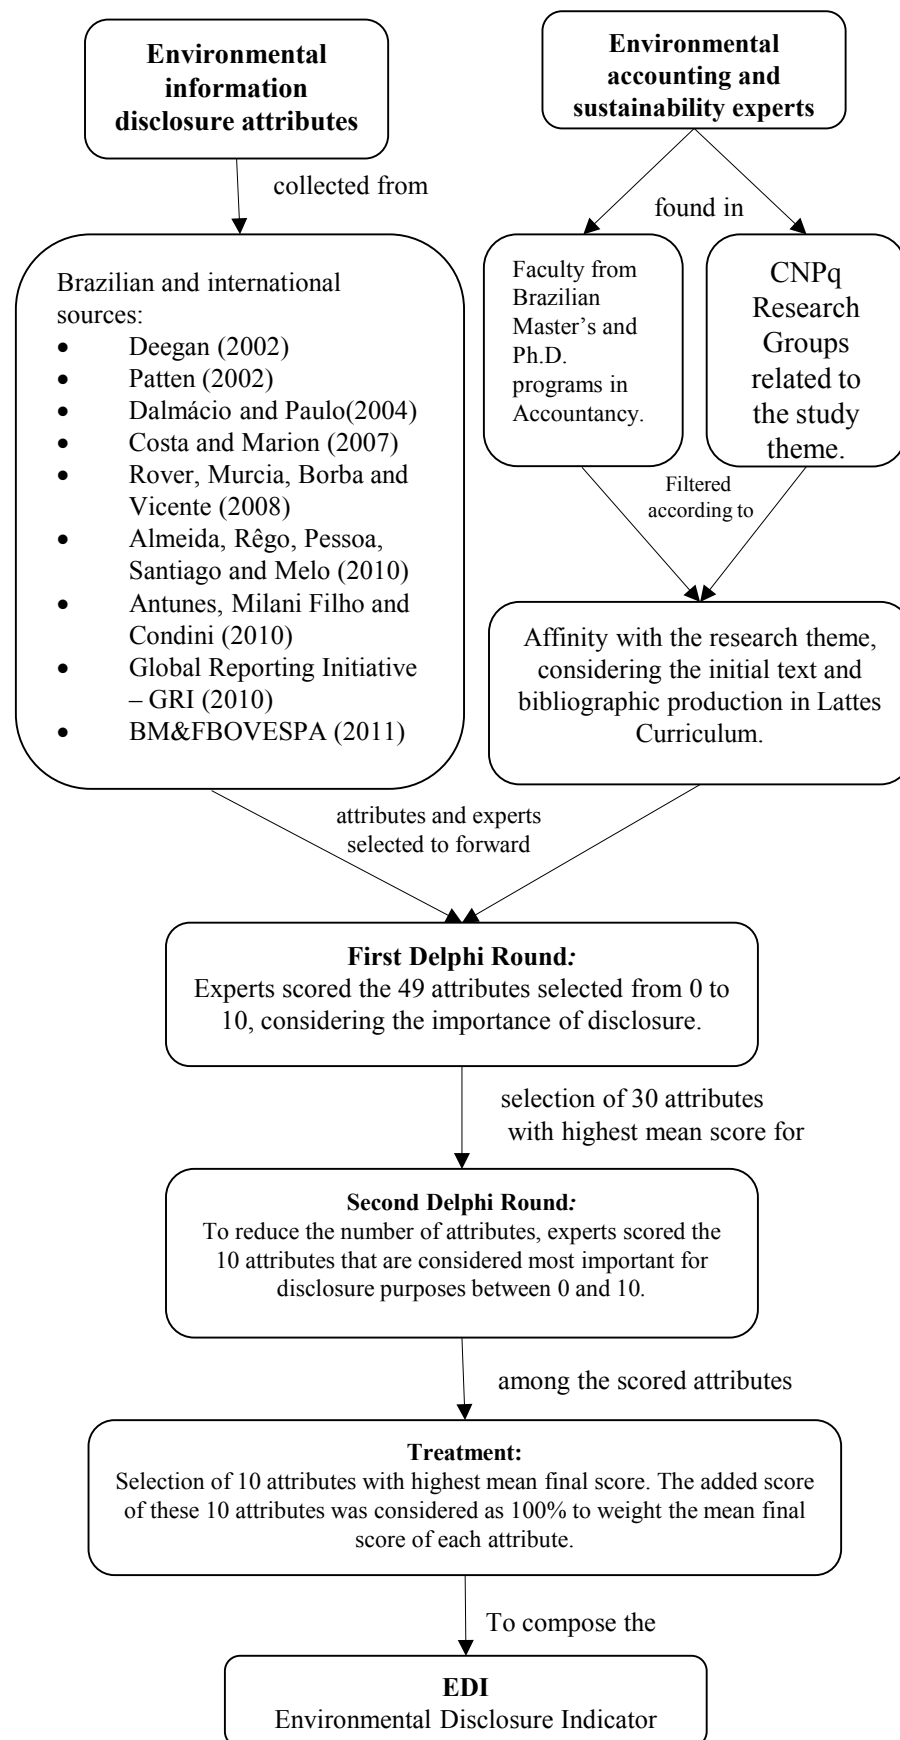 Environmental
information
disclosure attributes
Environmental
accounting and
sustainability experts
collected from
found in
Brazilian and international
sources:
• Deegan (2002)
• Patten (2002)
• Dalmácio and Paulo(2004)
• Costa and Marion (2007)
• Rover, Murcia, Borba and
Vicente (2008)
• Almeida, Rêgo, Pessoa,
Santiago and Melo (2010)
• Antunes, Milani Filho and
Condini (2010)
• Global Reporting Initiative
– GRI (2010)
• BM&FBOVESPA (2011)
Faculty from
Brazilian
Master’s and
Ph.D.
programs in
Accountancy.
CNPq
Research
Groups
related to
the study
theme.
Filtered
according to
Affinity with the research theme,
considering the initial text and
bibliographic production in Lattes
Curriculum.
attributes and experts
selected to forward
First Delphi Round:
Experts scored the 49 attributes selected from 0 to
10, considering the importance of disclosure.
selection of 30 attributes
with highest mean score for
Second Delphi Round:
To reduce the number of attributes, experts scored the
10 attributes that are considered most important for
disclosure purposes between 0 and 10.
among the scored attributes
Treatment:
Selection of 10 attributes with highest mean final score. The added score
of these 10 attributes was considered as 100% to weight the mean final
score of each attribute.
To compose the
EDI
Environmental Disclosure Indicator